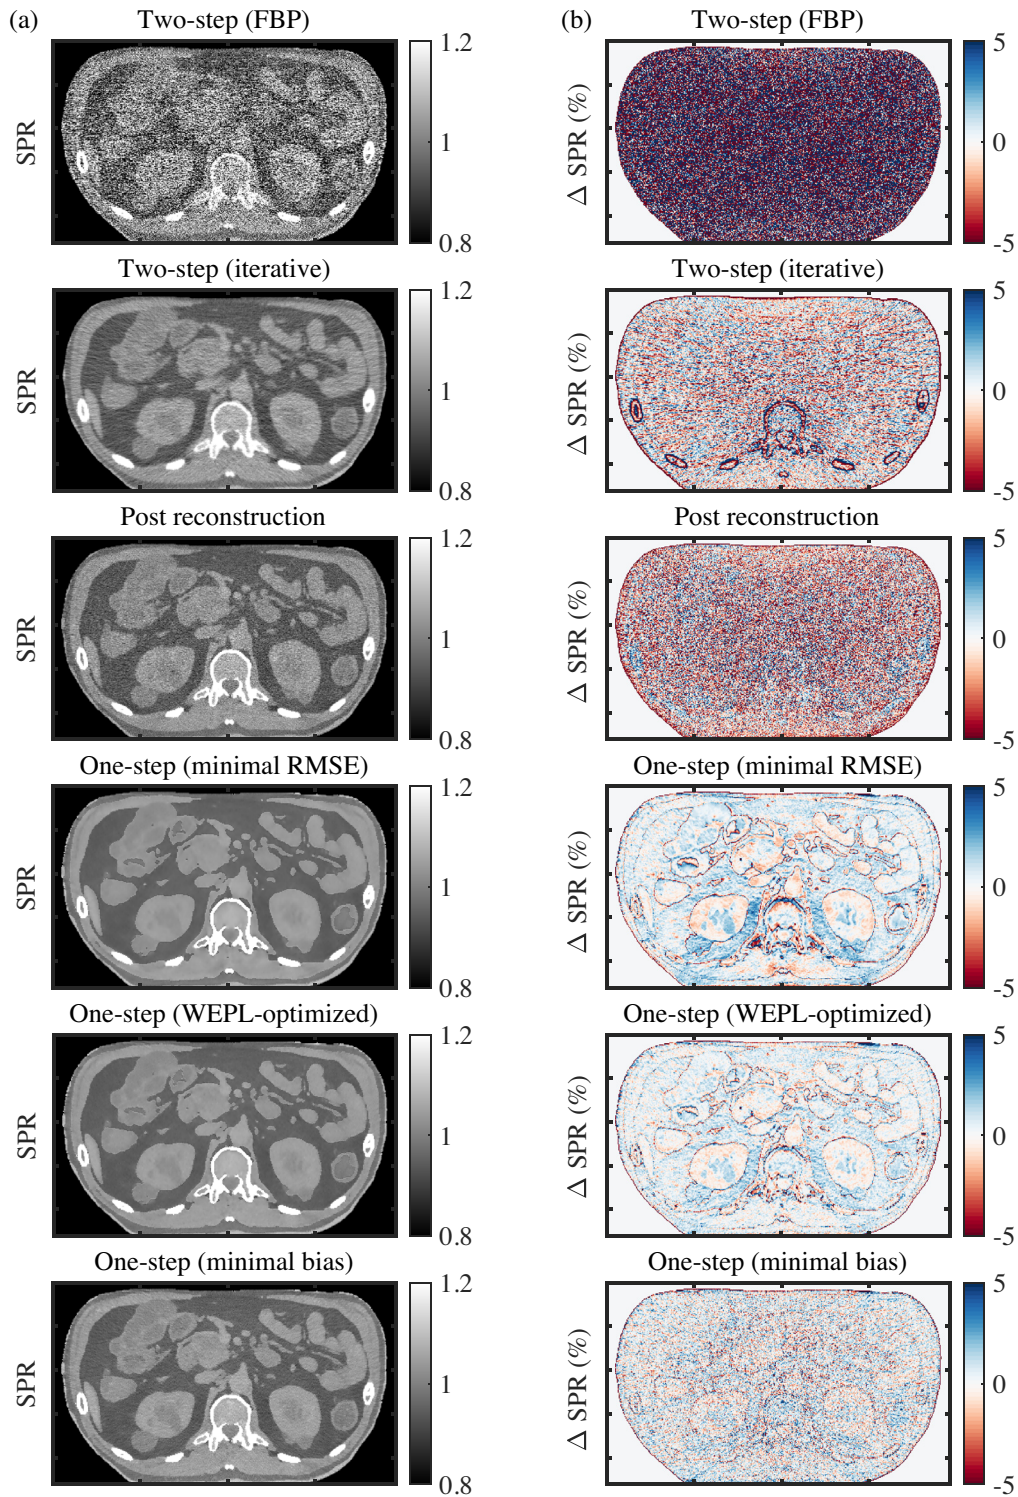 (a) Two-step (FBP)
SPR
1.2
1
0.8
(b) Two-step (FBP)
Δ SPR (%)
5
0
-5
Two-step (iterative)
SPR
1.2
1
0.8
Two-step (iterative)
Δ SPR (%)
5
0
-5
Post reconstruction
SPR
1.2
1
0.8
Post reconstruction
Δ SPR (%)
5
0
-5
One-step (minimal RMSE)
SPR
1.2
1
0.8
One-step (minimal RMSE)
Δ SPR (%)
5
0
-5
One-step (WEPL-optimized)
SPR
1.2
1
0.8
One-step (WEPL-optimized)
Δ SPR (%)
5
0
-5
One-step (minimal bias)
SPR
1.2
1
0.8
One-step (minimal bias)
Δ SPR (%)
5
0
-5